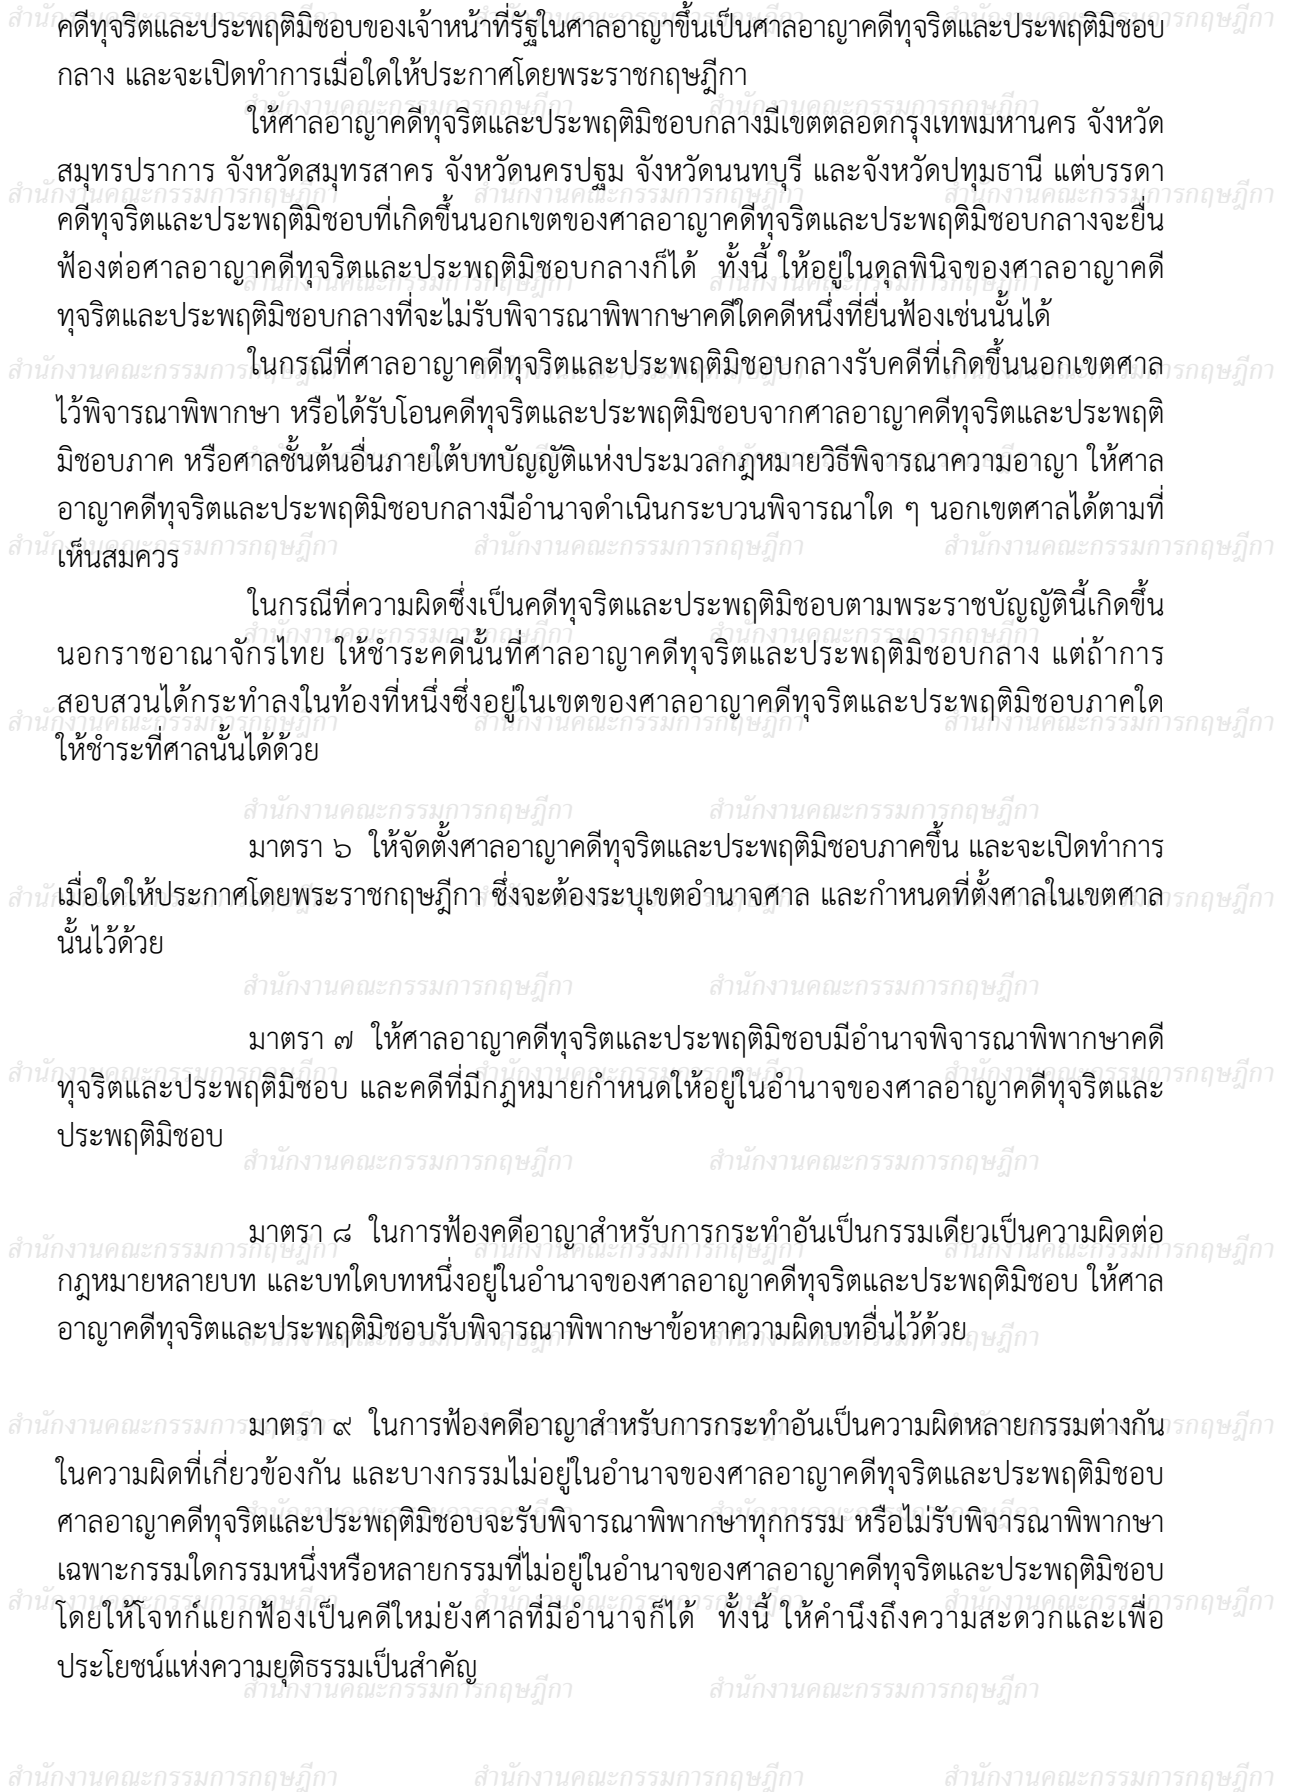 คดีทุจริตและประพฤติมิชอบของเจ้าหน้าที่รัฐในศาลอาญาขึ้นเป็นศาลอาญาคดีทุจริตและประพฤติมิชอบ
กลาง และจะเปิดทำการเมื่อใดให้ประกาศโดยพระราชกฤษฎีกา
ให้ศาลอาญาคดีทุจริตและประพฤติมิชอบกลางมีเขตตลอดกรุงเทพมหานคร จังหวัด
สมุทรปราการ จังหวัดสมุทรสาคร จังหวัดนครปฐม จังหวัดนนทบุรี และจังหวัดปทุมธานี แต่บรรดา
คดีทุจริตและประพฤติมิชอบที่เกิดขึ้นนอกเขตของศาลอาญาคดีทุจริตและประพฤติมิชอบกลางจะยื่น
ฟ้องต่อศาลอาญาคดีทุจริตและประพฤติมิชอบกลางก็ได้  ทั้งนี้ ให้อยู่ในดุลพินิจของศาลอาญาคดี
ทุจริตและประพฤติมิชอบกลางที่จะไม่รับพิจารณาพิพากษาคดีใดคดีหนึ่งที่ยื่นฟ้องเช่นนั้นได้
ในกรณีที่ศาลอาญาคดีทุจริตและประพฤติมิชอบกลางรับคดีที่เกิดขึ้นนอกเขตศาล
ไว้พิจารณาพิพากษา หรือได้รับโอนคดีทุจริตและประพฤติมิชอบจากศาลอาญาคดีทุจริตและประพฤติ
มิชอบภาค หรือศาลชั้นต้นอื่นภายใต้บทบัญญัติแห่งประมวลกฎหมายวิธีพิจารณาความอาญา ให้ศาล
อาญาคดีทุจริตและประพฤติมิชอบกลางมีอำนาจดำเนินกระบวนพิจารณาใด ๆ นอกเขตศาลได้ตามที่
เห็นสมควร
ในกรณีที่ความผิดซึ่งเป็นคดีทุจริตและประพฤติมิชอบตามพระราชบัญญัตินี้เกิดขึ้น
นอกราชอาณาจักรไทย ให้ชำระคดีนั้นที่ศาลอาญาคดีทุจริตและประพฤติมิชอบกลาง แต่ถ้าการ
สอบสวนได้กระทำลงในท้องที่หนึ่งซึ่งอยู่ในเขตของศาลอาญาคดีทุจริตและประพฤติมิชอบภาคใด
ให้ชำระที่ศาลนั้นได้ด้วย
มาตรา ๖  ให้จัดตั้งศาลอาญาคดีทุจริตและประพฤติมิชอบภาคขึ้น และจะเปิดทำการ
เมื่อใดให้ประกาศโดยพระราชกฤษฎีกา ซึ่งจะต้องระบุเขตอำนาจศาล และกำหนดที่ตั้งศาลในเขตศาล
นั้นไว้ด้วย
มาตรา ๗  ให้ศาลอาญาคดีทุจริตและประพฤติมิชอบมีอำนาจพิจารณาพิพากษาคดี
ทุจริตและประพฤติมิชอบ และคดีที่มีกฎหมายกำหนดให้อยู่ในอำนาจของศาลอาญาคดีทุจริตและ
ประพฤติมิชอบ
มาตรา ๘  ในการฟ้องคดีอาญาสำหรับการกระทำอันเป็นกรรมเดียวเป็นความผิดต่อ
กฎหมายหลายบท และบทใดบทหนึ่งอยู่ในอำนาจของศาลอาญาคดีทุจริตและประพฤติมิชอบ ให้ศาล
อาญาคดีทุจริตและประพฤติมิชอบรับพิจารณาพิพากษาข้อหาความผิดบทอื่นไว้ด้วย
มาตรา ๙  ในการฟ้องคดีอาญาสำหรับการกระทำอันเป็นความผิดหลายกรรมต่างกัน
ในความผิดที่เกี่ยวข้องกัน และบางกรรมไม่อยู่ในอำนาจของศาลอาญาคดีทุจริตและประพฤติมิชอบ
ศาลอาญาคดีทุจริตและประพฤติมิชอบจะรับพิจารณาพิพากษาทุกกรรม หรือไม่รับพิจารณาพิพากษา
เฉพาะกรรมใดกรรมหนึ่งหรือหลายกรรมที่ไม่อยู่ในอำนาจของศาลอาญาคดีทุจริตและประพฤติมิชอบ
โดยให้โจทก์แยกฟ้องเป็นคดีใหม่ยังศาลที่มีอำนาจก็ได้  ทั้งนี้ ให้คำนึงถึงความสะดวกและเพื่อ
ประโยชน์แห่งความยุติธรรมเป็นสำคัญ
สำนักงานคณะกรรมการกฤษฎีกา สำนักงานคณะกรรมการกฤษฎีกา สำนักงานคณะกรรมการกฤษฎีกา